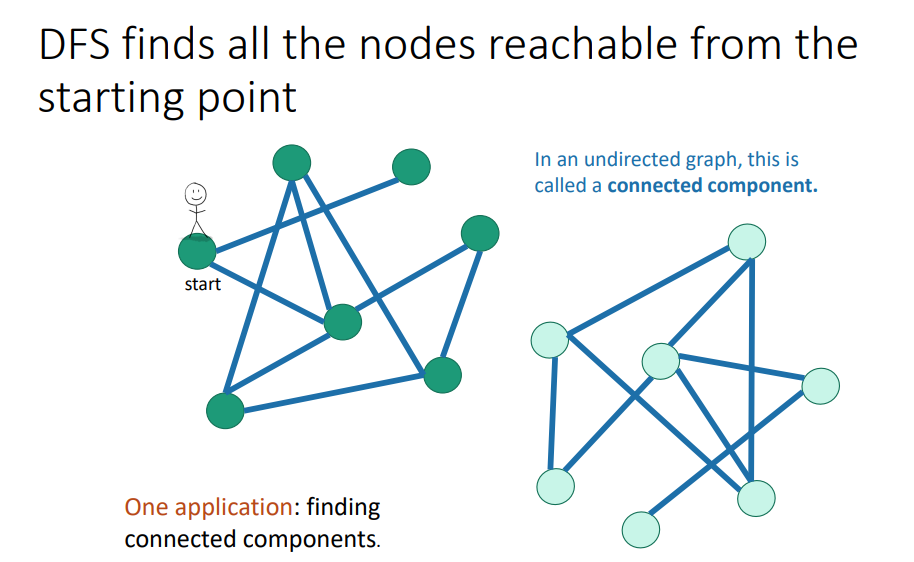 DFS finds all the nodes reachable from the
starting point
In an undirected graph, this is
called a connected component.
start
One application: finding
connected components.